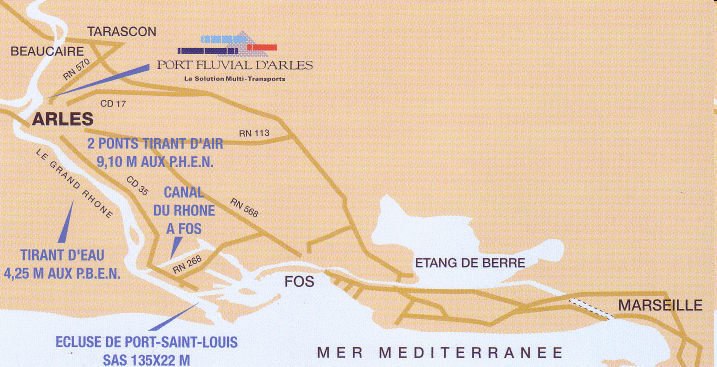 TARASCON
BEAUCAIRE
RN 570
PORT FLUVIAL D'ARLES
La Solution Multi-Transports
CD 17
ARLES
RN 113
2 PONTS TIRANT D'AIR
9,10 M AUX P.H.E.N.
LE GRAND RHONE
CD 35
CANAL
DU RHONE
A FOS
RN 568
TIRANT D'EAU
4,25 M AUX P.B.E.N.
RN 268
ETANG DE BERRE
FOS
MARSEILLE
ECLUSE DE PORT-SAINT-LOUIS
SAS 135X22 M
MER MEDITERRANEE